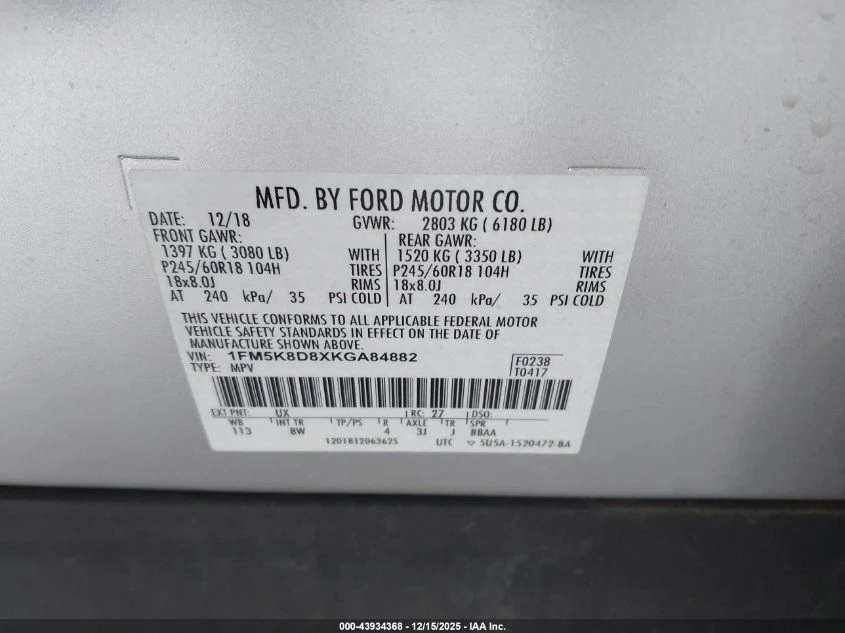 MFD. BY FORD MOTOR CO.
DATE: 12/18 GVWR: 2803 KG ( 6180 LB)
FRONT GAWR: REAR GAWR:
1397 KG ( 3080 LB) WITH 1520 KG ( 3350 LB) WITH
P245/60R18 104H TIRES P245/60R18 104H TIRES
18x8.0J RIMS 18x8.0J RIMS
AT 240 kPa/ 35 PSI COLD AT 240 kPa/ 35 PSI COLD
THIS VEHICLE CONFORMS TO ALL APPLICABLE FEDERAL MOTOR
VEHICLE SAFETY STANDARDS IN EFFECT ON THE DATE OF
MANUFACTURE SHOWN ABOVE.
VIN: 1FM5K8D8XKGA84882 F0238
TYPE: MPV T0417
EXT PNT: UX RC: 27 DSO:
WB INT TR TP/PS R AXLE TR SPR
113 BW 4 3J J BBAA
1201812063625 UTC ▽ 5U5A-1520472-BA
000-43934368 - 12/15/2025 - IAA Inc.